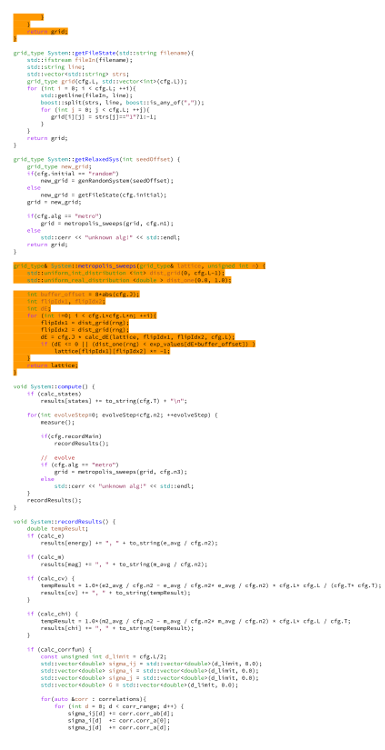 }
}
return grid;
}
grid_type System::getFileState(std::string filename){
std::ifstream fileIn(filename);
std::string line;
std::vector<std::string> strs;
grid_type grid(cfg.L, std::vector<int>(cfg.L));
for (int i = 0; i < cfg.L; ++i){
std::getline(fileIn, line);
boost::split(strs, line, boost::is_any_of(","));
for (int j = 0; j < cfg.L; ++j){
grid[i][j] = strs[j]=="1"?1:-1;
}
}
return grid;
}
grid_type System::getRelaxedSys(int seedOffset) {
grid_type new_grid;
if(cfg.initial == "random")
new_grid = genRandomSystem(seedOffset);
else
new_grid = getFileState(cfg.initial);
grid = new_grid;
if(cfg.alg == "metro")
metropolis_sweeps(grid, cfg.n1);
else
std::cerr << "unknown alg!" << std::endl;
return grid;
}
grid_type& System::metropolis_sweeps(grid_type& lattice, unsigned int n) {
std::uniform_int_distribution <int> dist_grid(0, cfg.L-1);
std::uniform_real_distribution <double > dist_one(0.0, 1.0);
int buffer_offset = 8*abs(cfg.J);
int flipIdx1, flipIdx2;
int dE;
for (int i=0; i < cfg.L*cfg.L*n; ++i){
flipIdx1 = dist_grid(rng);
flipIdx2 = dist_grid(rng);
dE = cfg.J * calc_dE(lattice, flipIdx1, flipIdx2, cfg.L);
if (dE <= 0 || (dist_one(rng) < exp_values[dE+buffer_offset]) )
lattice[flipIdx1][flipIdx2] *= -1;
}
return lattice;
}
void System::compute() {
if (calc_states)
results[states] += to_string(cfg.T) + "\n";
for(int evolveStep=0; evolveStep<cfg.n2; ++evolveStep){
measure();
if(cfg.recordMain)
recordResults();
// evolve
if (cfg.alg == "metro")
grid = metropolis_sweeps(grid, cfg.n3);
else
std::cerr << "unknown alg!" << std::endl;
}
recordResults();
}
void System::recordResults() {
double tempResult;
if (calc_e)
results[energy] += ", " + to_string(e_avg / cfg.n2);
if (calc_m)
results[mag] += ", " + to_string(m_avg / cfg.n2);
if (calc_cv) {
tempResult = 1.0*(e2_avg / cfg.n2 - e_avg / cfg.n2* e_avg / cfg.n2) * cfg.L* cfg.L / (cfg.T* cfg.T);
results[cv] += ", " + to_string(tempResult);
}
if (calc_chi) {
tempResult = 1.0*(m2_avg / cfg.n2 - m_avg / cfg.n2* m_avg / cfg.n2) * cfg.L* cfg.L / cfg.T;
results[chi] += ", " + to_string(tempResult);
}
if (calc_corrfun) {
const unsigned int d_limit = cfg.L/2;
std::vector<double> sigma_ij = std::vector<double>(d_limit, 0.0);
std::vector<double> sigma_i = std::vector<double>(d_limit, 0.0);
std::vector<double> sigma_j = std::vector<double>(d_limit, 0.0);
std::vector<double> G = std::vector<double>(d_limit, 0.0);
for(auto &corr : correlations){
for (int d = 0; d < corr_range; d++) {
sigma_ij[d] += corr.corr_ab[d];
sigma_i[d] += corr.corr_a[d];
sigma_j[d] += corr.corr_a[d];